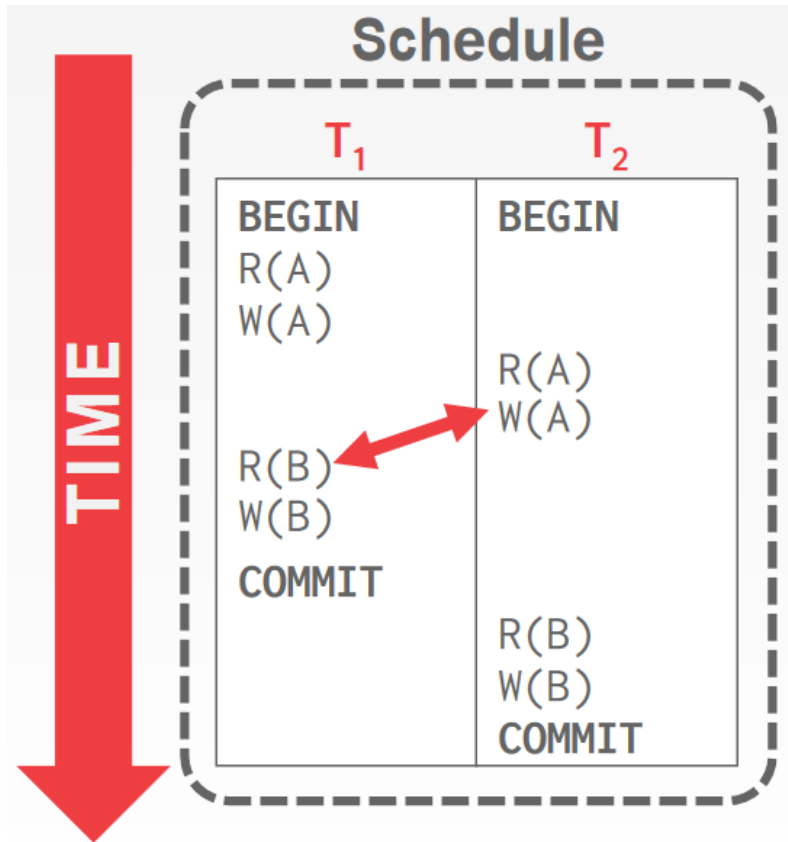 Schedule
TIME
T1 T2
BEGIN BEGIN
R(A)
W(A)
R(A)
W(A)
R(B)
W(B)
COMMIT
R(B)
W(B)
COMMIT